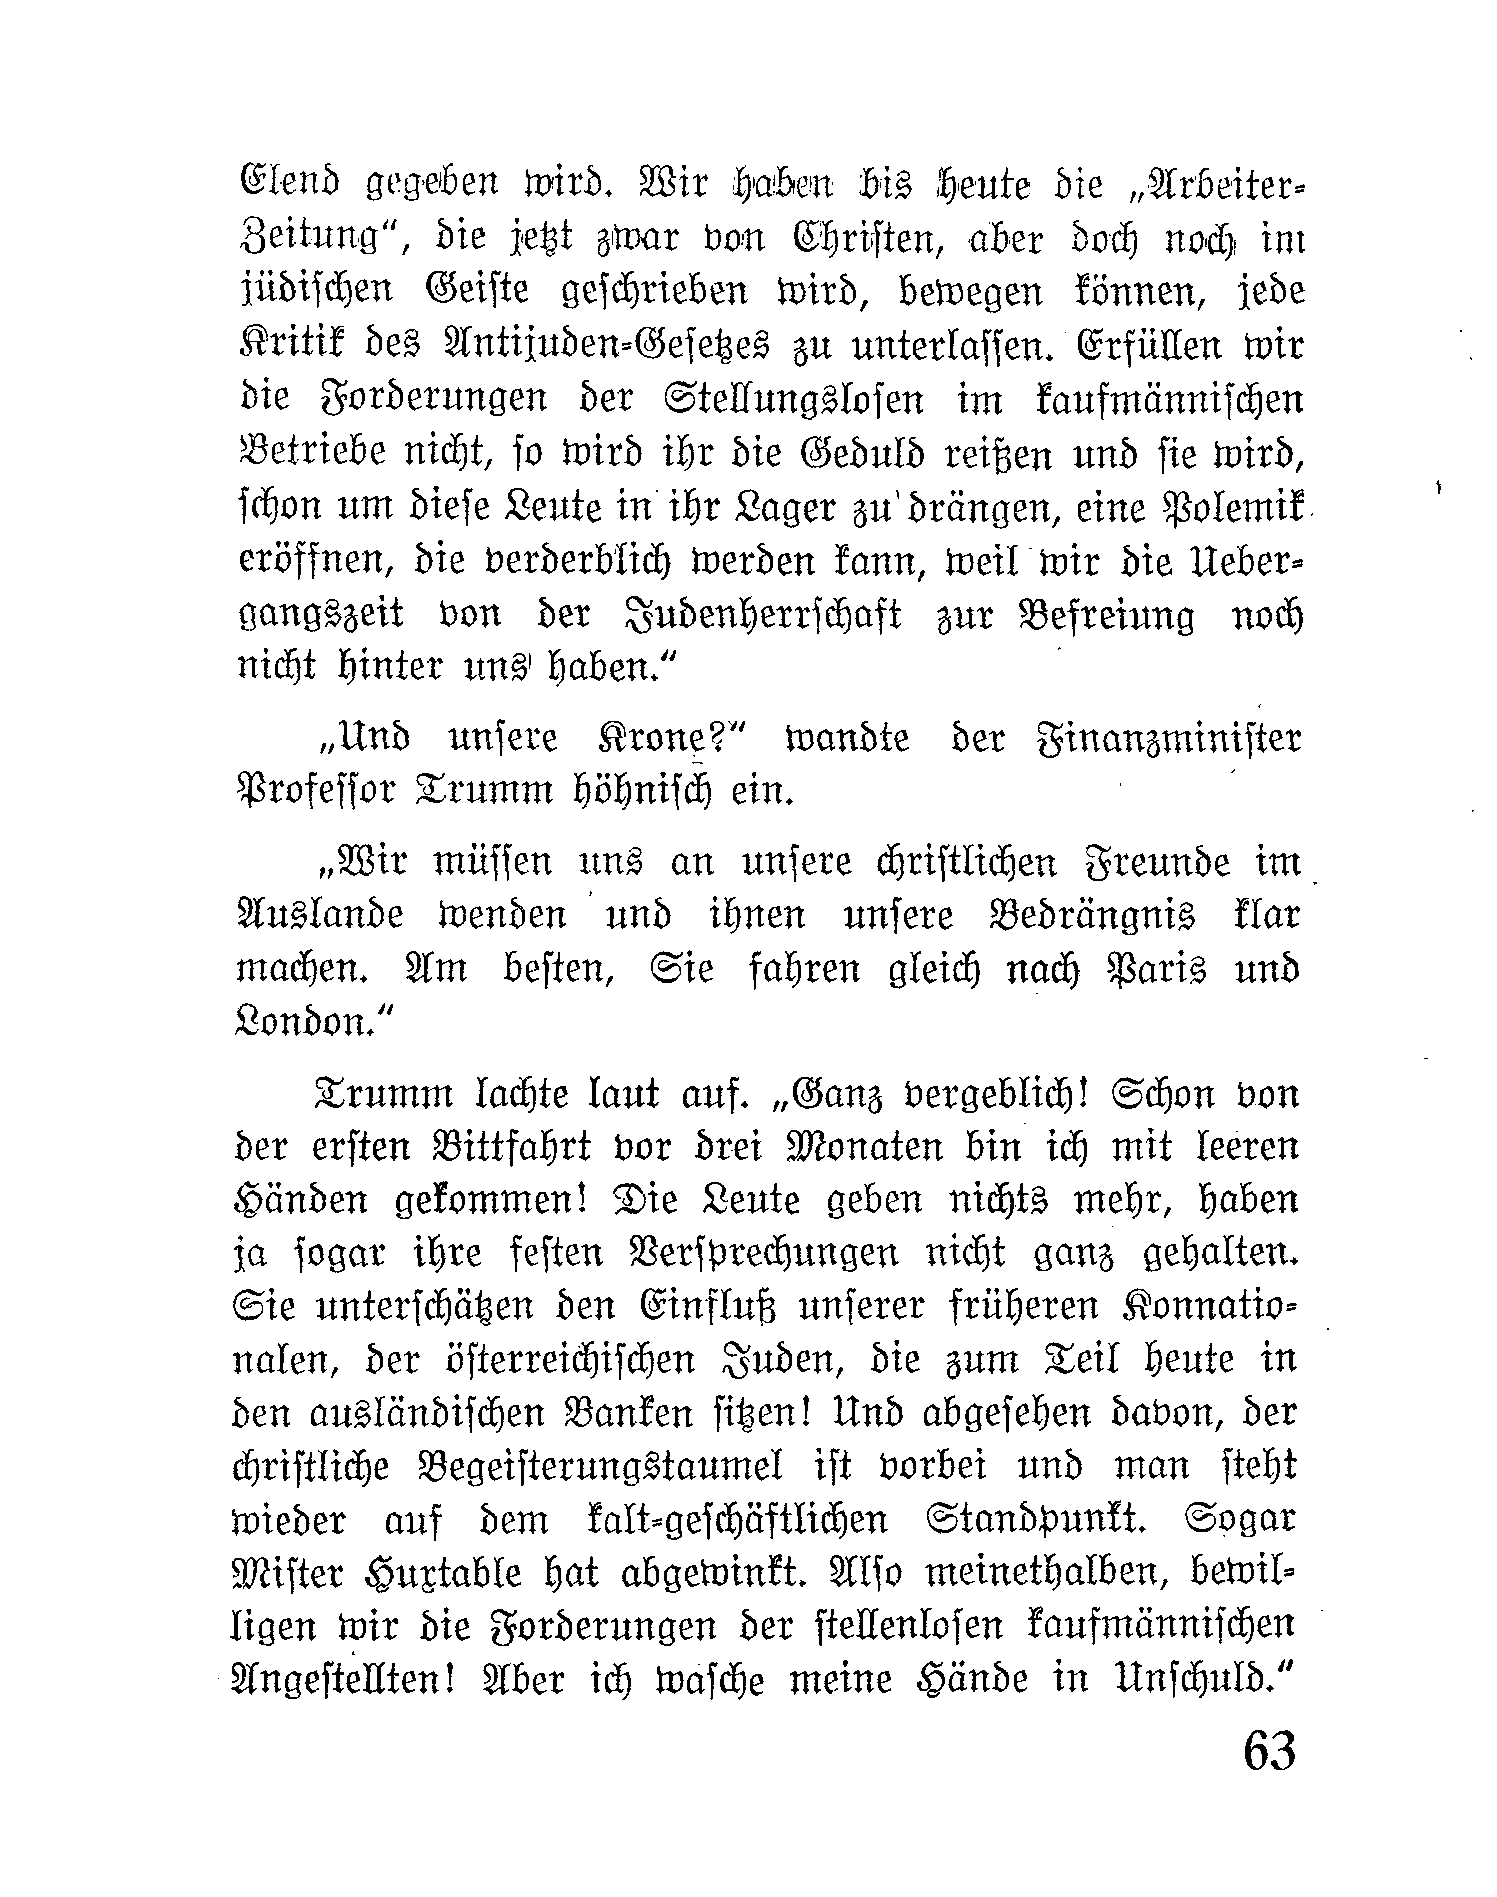 Elend gegeben wird. Wir haben bis heute die „Arbeiter-
Zeitung“, die jetzt zwar von Christen, aber doch noch im
jüdischen Geiste geschrieben wird, bewegen können, jede
Kritik des Antijuden-Gesetzes zu unterlassen. Erfüllen wir
die Forderungen der Stellungslosen im kaufmännischen
Betriebe nicht, so wird ihr die Geduld reißen und sie wird,
schon um diese Leute in ihr Lager zu drängen, eine Polemik
eröffnen, die verderblich werden kann, weil wir die Ueber-
gangszeit von der Judenherrschaft zur Befreiung noch
nicht hinter uns haben.“
„Und unsere Krone?“ wandte der Finanzminister
Professor Trumm höhnisch ein.
„Wir müssen uns an unsere christlichen Freunde im
Auslande wenden und ihnen unsere Bedrängnis klar
machen. Am besten, Sie fahren gleich nach Paris und
London.“
Trumm lachte laut auf. „Ganz vergeblich! Schon von
der ersten Bittfahrt vor drei Monaten bin ich mit leeren
Händen gekommen! Die Leute geben nichts mehr, haben
ja sogar ihre festen Versprechungen nicht ganz gehalten.
Sie unterschätzen den Einfluß unserer früheren Konnatio-
nalen, der österreichischen Juden, die zum Teil heute in
den ausländischen Banken sitzen! Und abgesehen davon, der
christliche Begeisterungstaumel ist vorbei und man steht
wieder auf dem kalt-geschäftlichen Standpunkt. Sogar
Mister Huxtable hat abgewinkt. Also meinethalben, bewil-
ligen wir die Forderungen der stellenlosen kaufmännischen
Angestellten! Aber ich wasche meine Hände in Unschuld.“
63